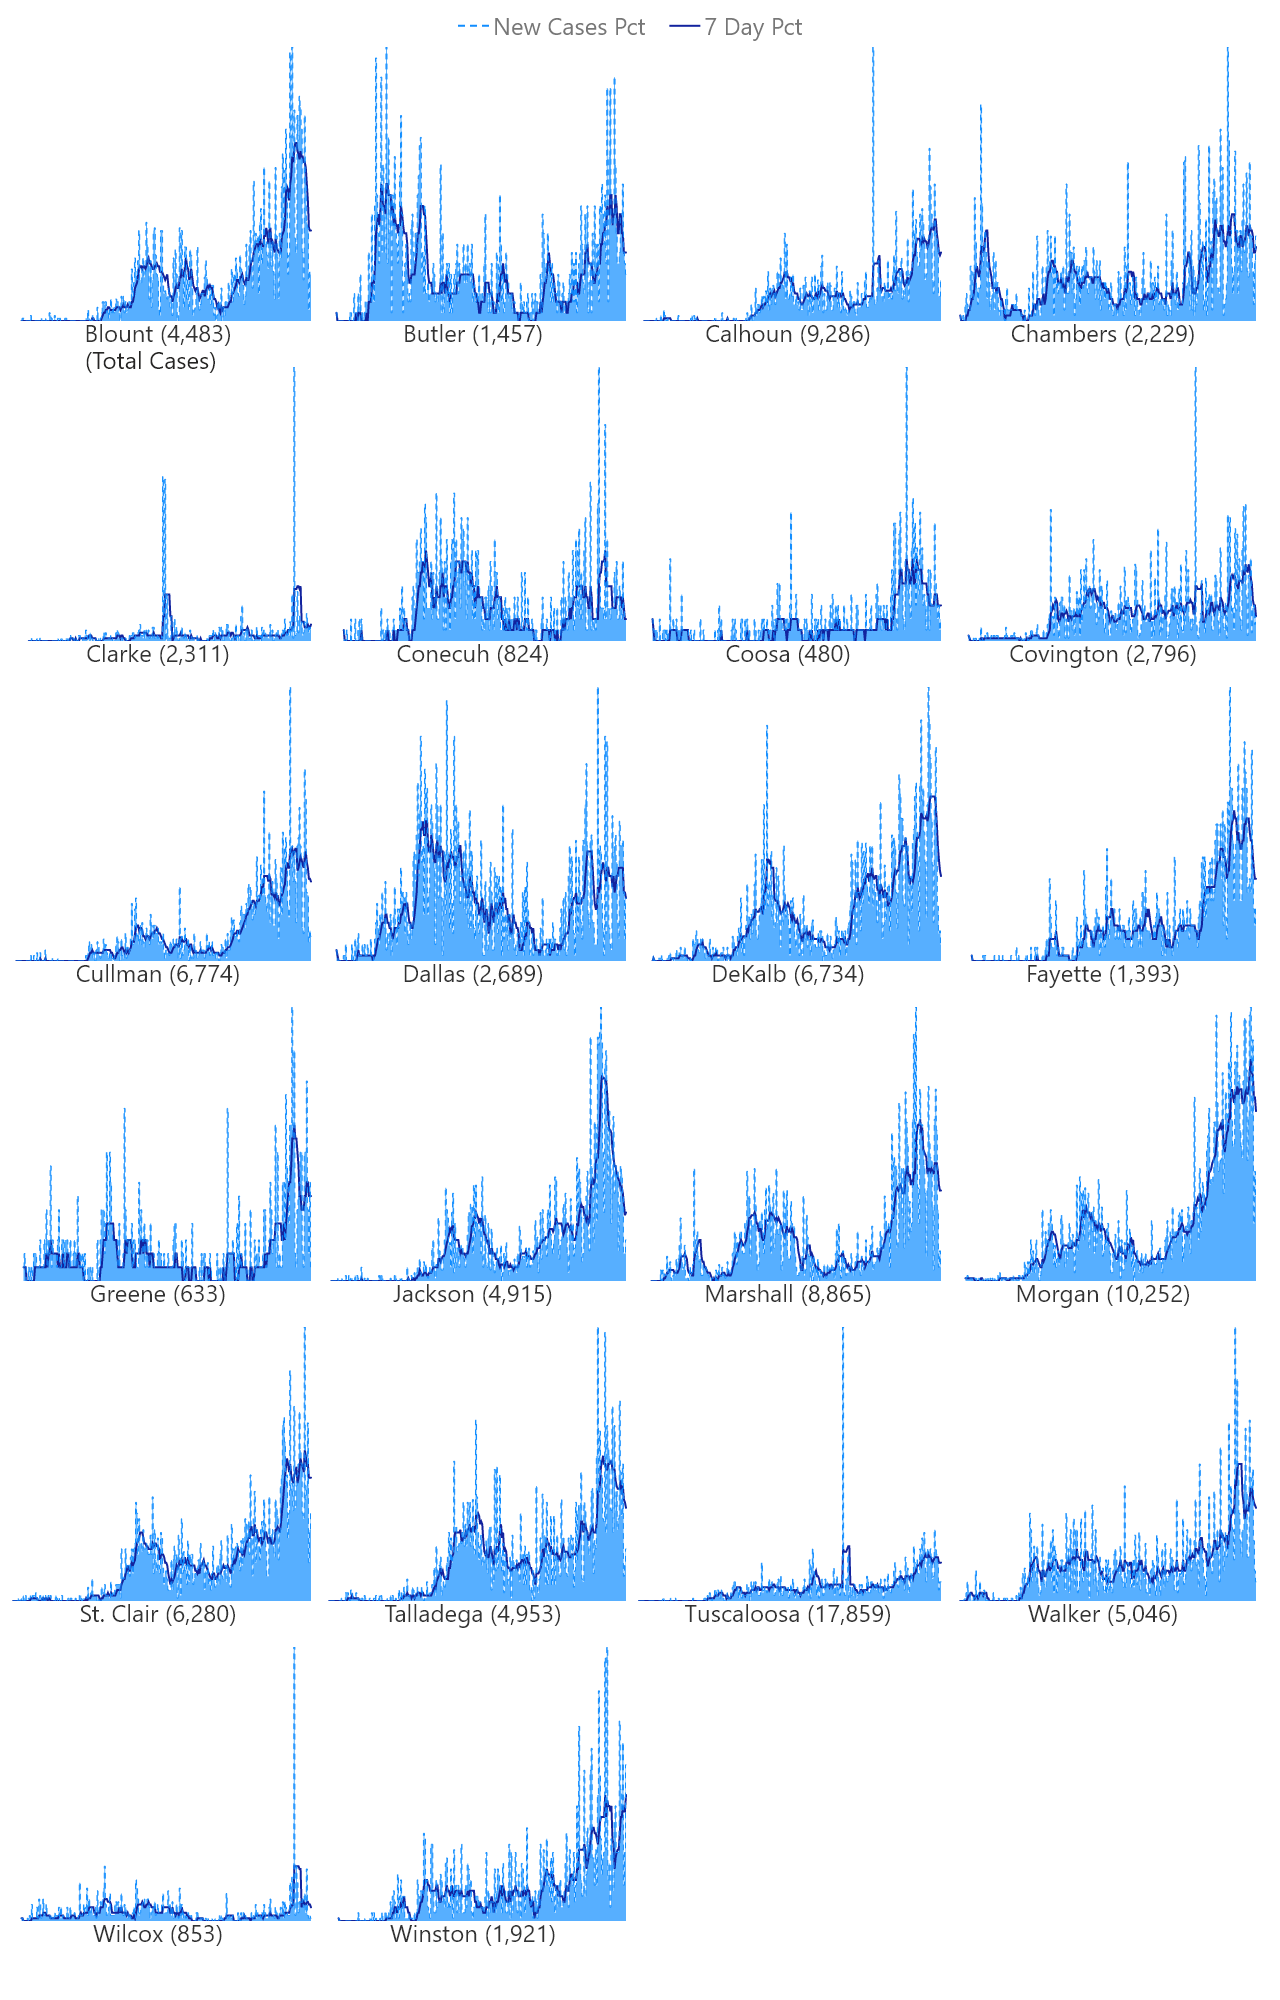 New Cases Pct 7 Day Pct
Blount (4,483) Butler (1,457) Calhoun (9,286) Chambers (2,229)
(Total Cases)
Clarke (2,311) Conecuh (824) Coosa (480) Covington (2,796)
Cullman (6,774) Dallas (2,689) DeKalb (6,734) Fayette (1,393)
Greene (633) Jackson (4,915) Marshall (8,865) Morgan (10,252)
St. Clair (6,280) Talladega (4,953) Tuscaloosa (17,859) Walker (5,046)
Wilcox (853) Winston (1,921)